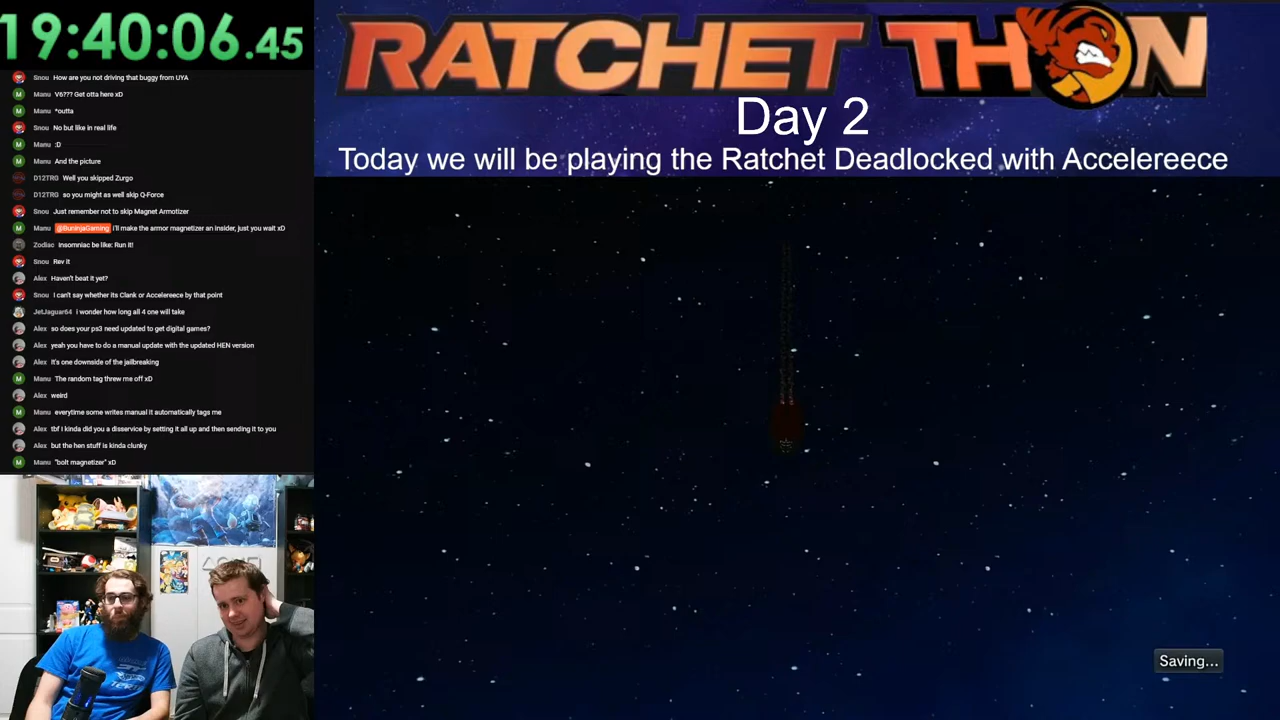 19:40:06.45
RATCHET THON
Day 2
Today we will be playing the Ratchet Deadlocked with Accelereece
Snou How are you not driving that buggy from UYA
M Manu V6??? Get otta here xD
M Manu *outta
Snou No but like in real life
M Manu :D
M Manu And the picture
D12TRG Well you skipped Zurgo
D12TRG so you might as well skip Q-Force
Snou Just remember not to skip Magnet Armotizer
M Manu @BuninjaGaming i'll make the armor magnetizer an insider, just you wait xD
Zodiac Insomniac be like: Run it!
Snou Rev it
Alex Haven't beat it yet?
Snou I can't say whether its Clank or Accelereece by that point
JetJaguar64 i wonder how long all 4 one will take
Alex so does your ps3 need updated to get digital games?
Alex yeah you have to do a manual update with the updated HEN version
Alex It's one downside of the jailbreaking
M Manu The random tag threw me off xD
Alex weird
M Manu everytime some writes manual it automatically tags me
Alex tbf I kinda did you a disservice by setting it all up and then sending it to you
Alex but the hen stuff is kinda clunky
M Manu "bolt magnetizer" xD
Saving...